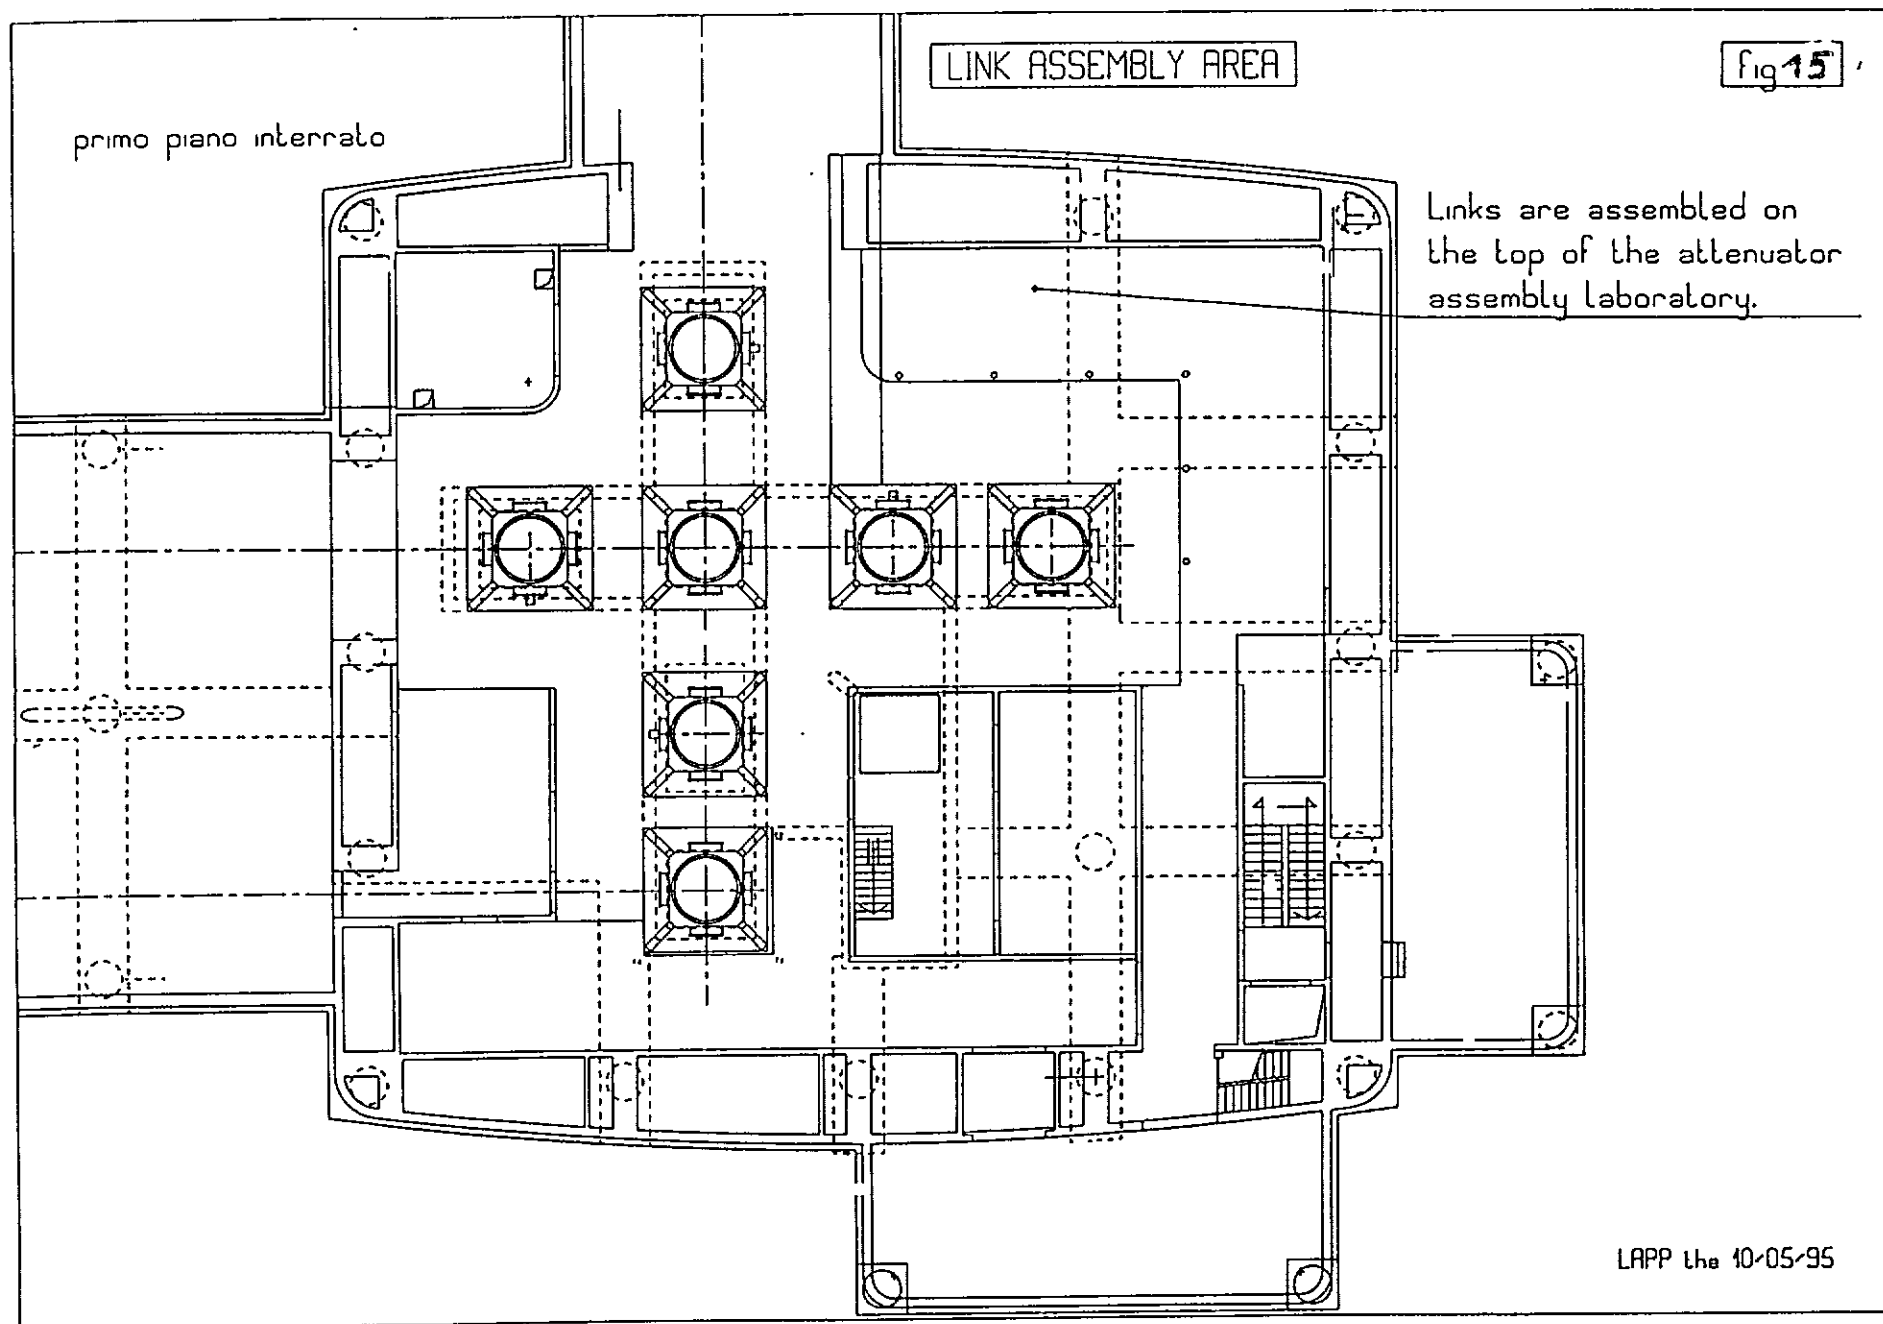 LINK ASSEMBLY AREA
fig 15
primo piano interrato
Links are assembled on
the top of the attenuator
assembly laboratory.
LAPP the 10/05/95